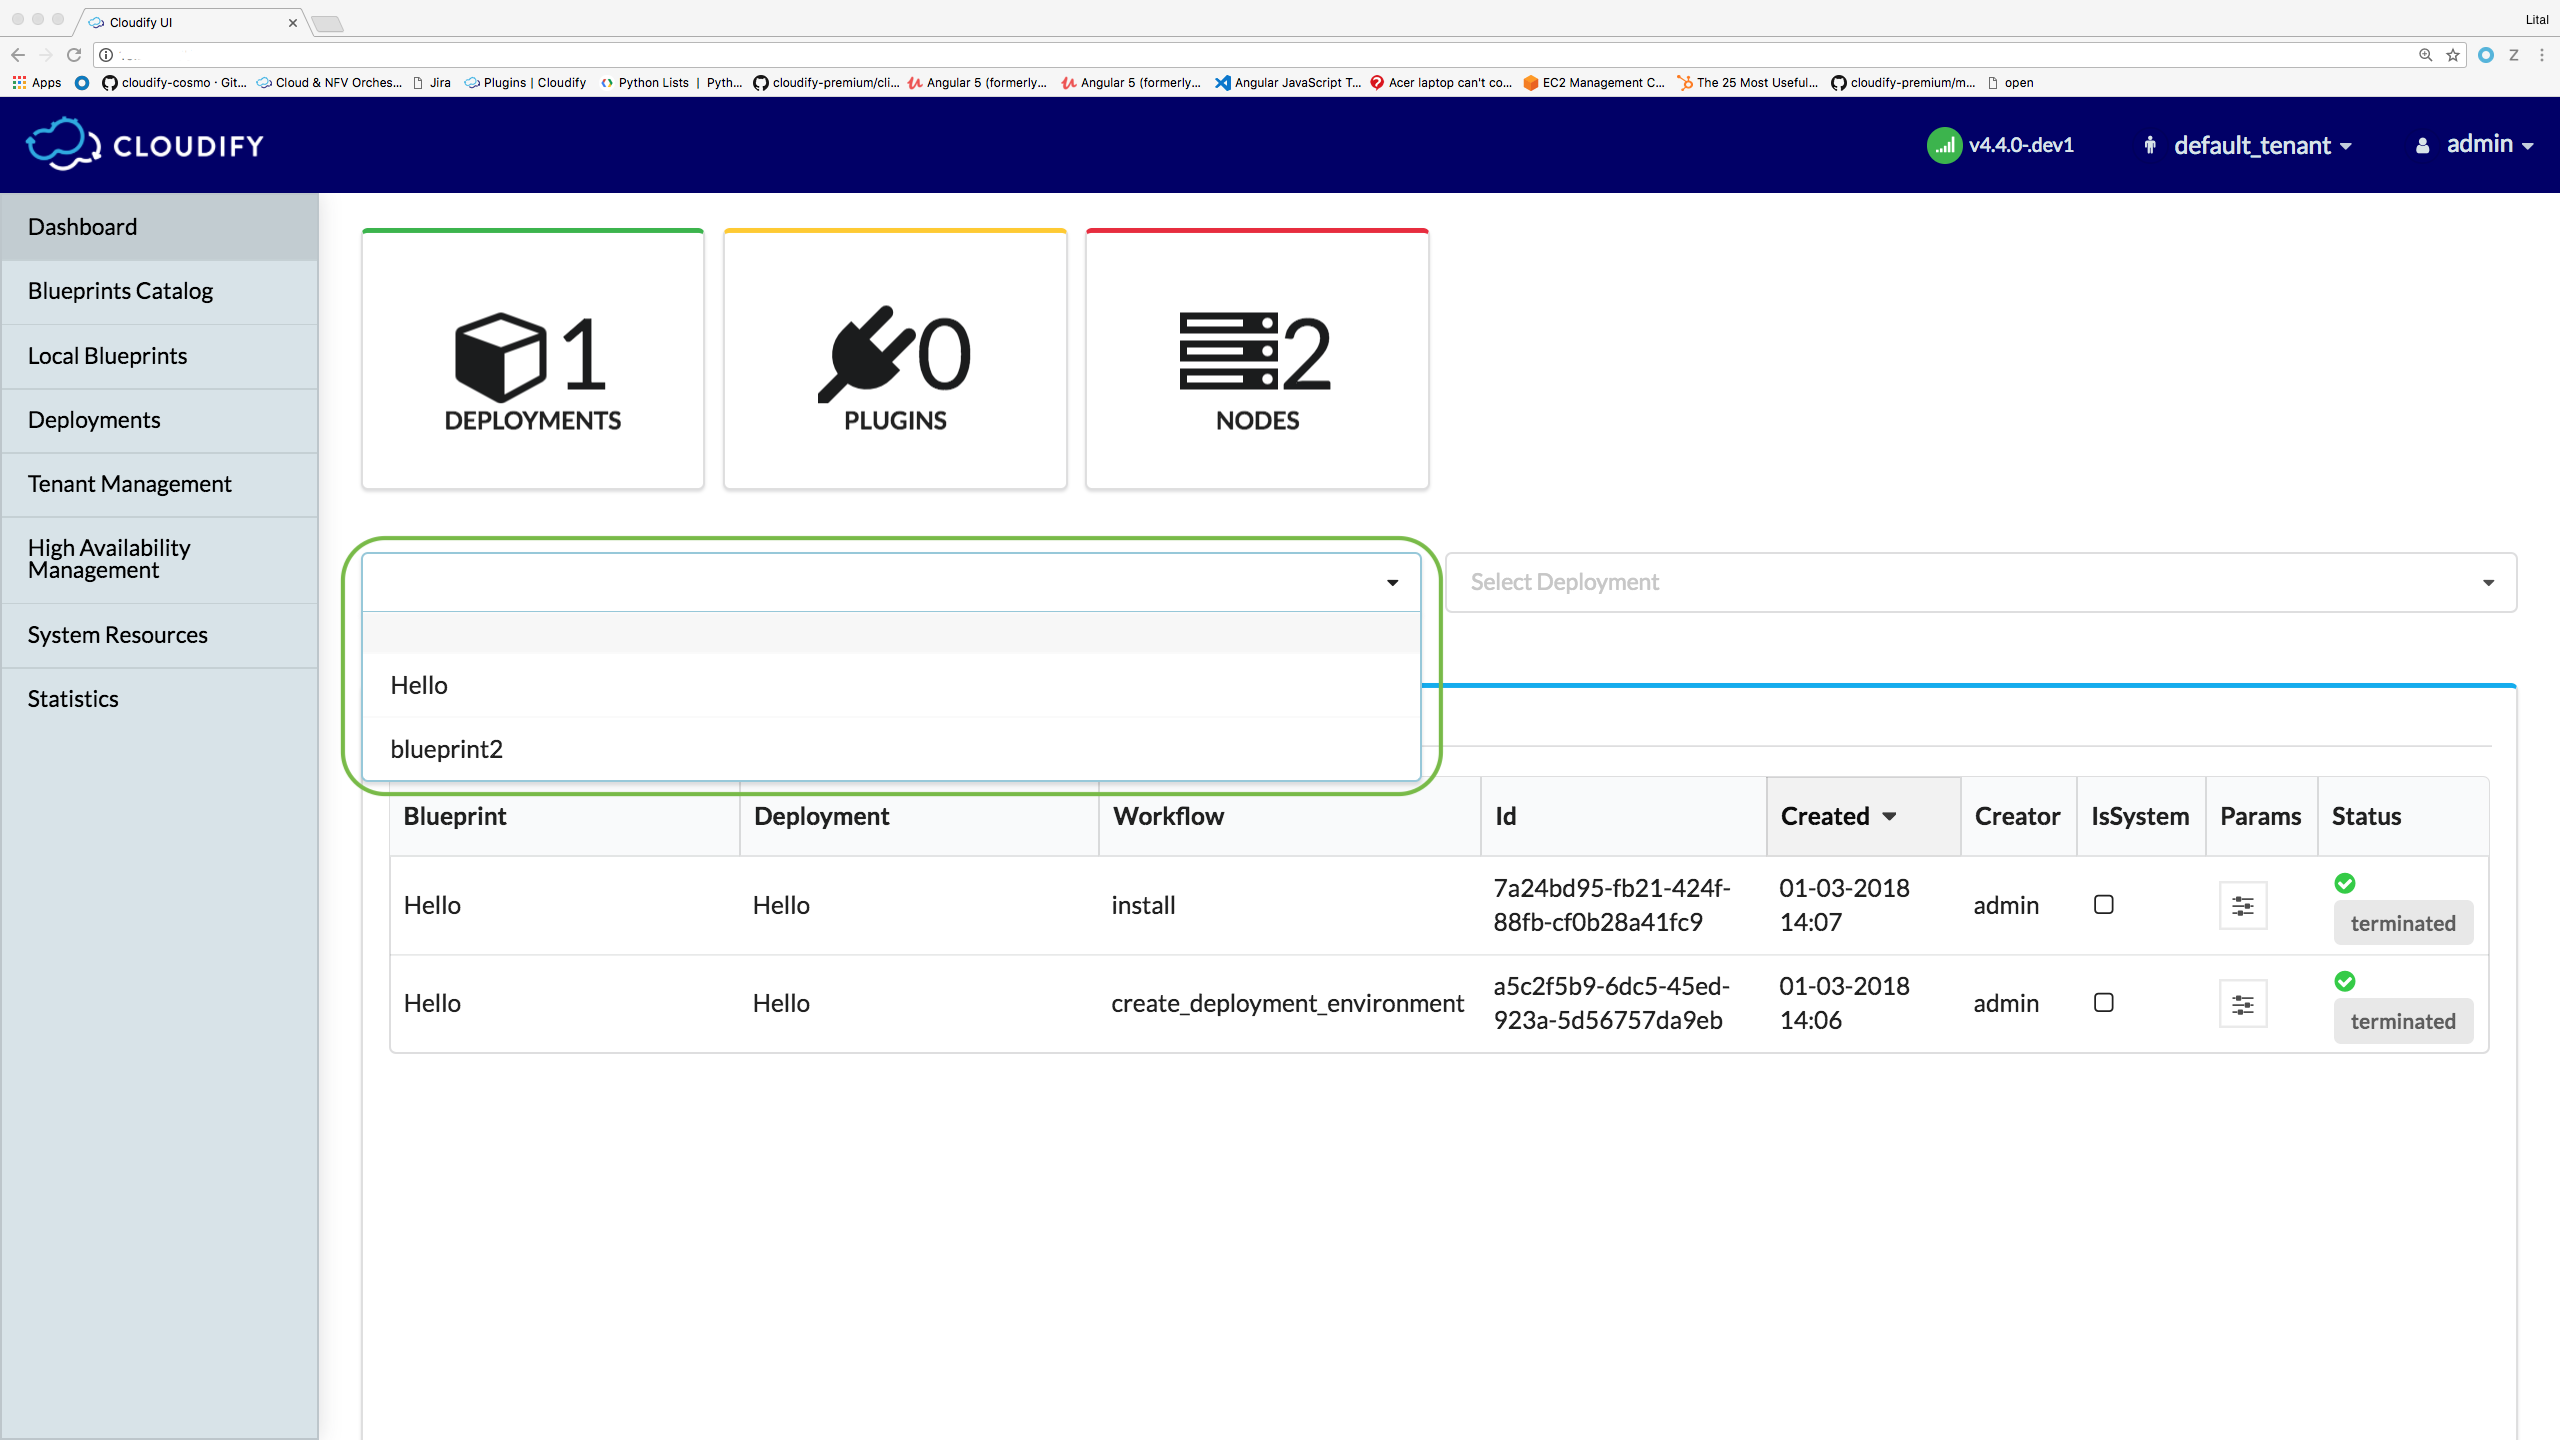 Cloudify UI
Lital
Apps
cloudify-cosmo · Git...
Cloud & NFV Orches...
Jira
Plugins | Cloudify
Python Lists | Pyth...
cloudify-premium/cli...
Angular 5 (formerly...
Angular 5 (formerly...
Angular JavaScript T...
Acer laptop can't co...
EC2 Management C...
The 25 Most Useful...
cloudify-premium/m...
open
CLOUDIFY
v4.4.0-.dev1
default_tenant
admin
Dashboard
Blueprints Catalog
Local Blueprints
Deployments
Tenant Management
High Availability
Management
System Resources
Statistics
1
DEPLOYMENTS
0
PLUGINS
2
NODES
Select Deployment
Hello
blueprint2
Blueprint Deployment Workflow Id Created Creator IsSystem Params Status
Hello Hello install 7a24bd95-fb21-424f- 01-03-2018 admin
88fb-cf0b28a41fc9 14:07 terminated
Hello Hello create_deployment_environment a5c2f5b9-6dc5-45ed- 01-03-2018 admin
923a-5d56757da9eb 14:06 terminated